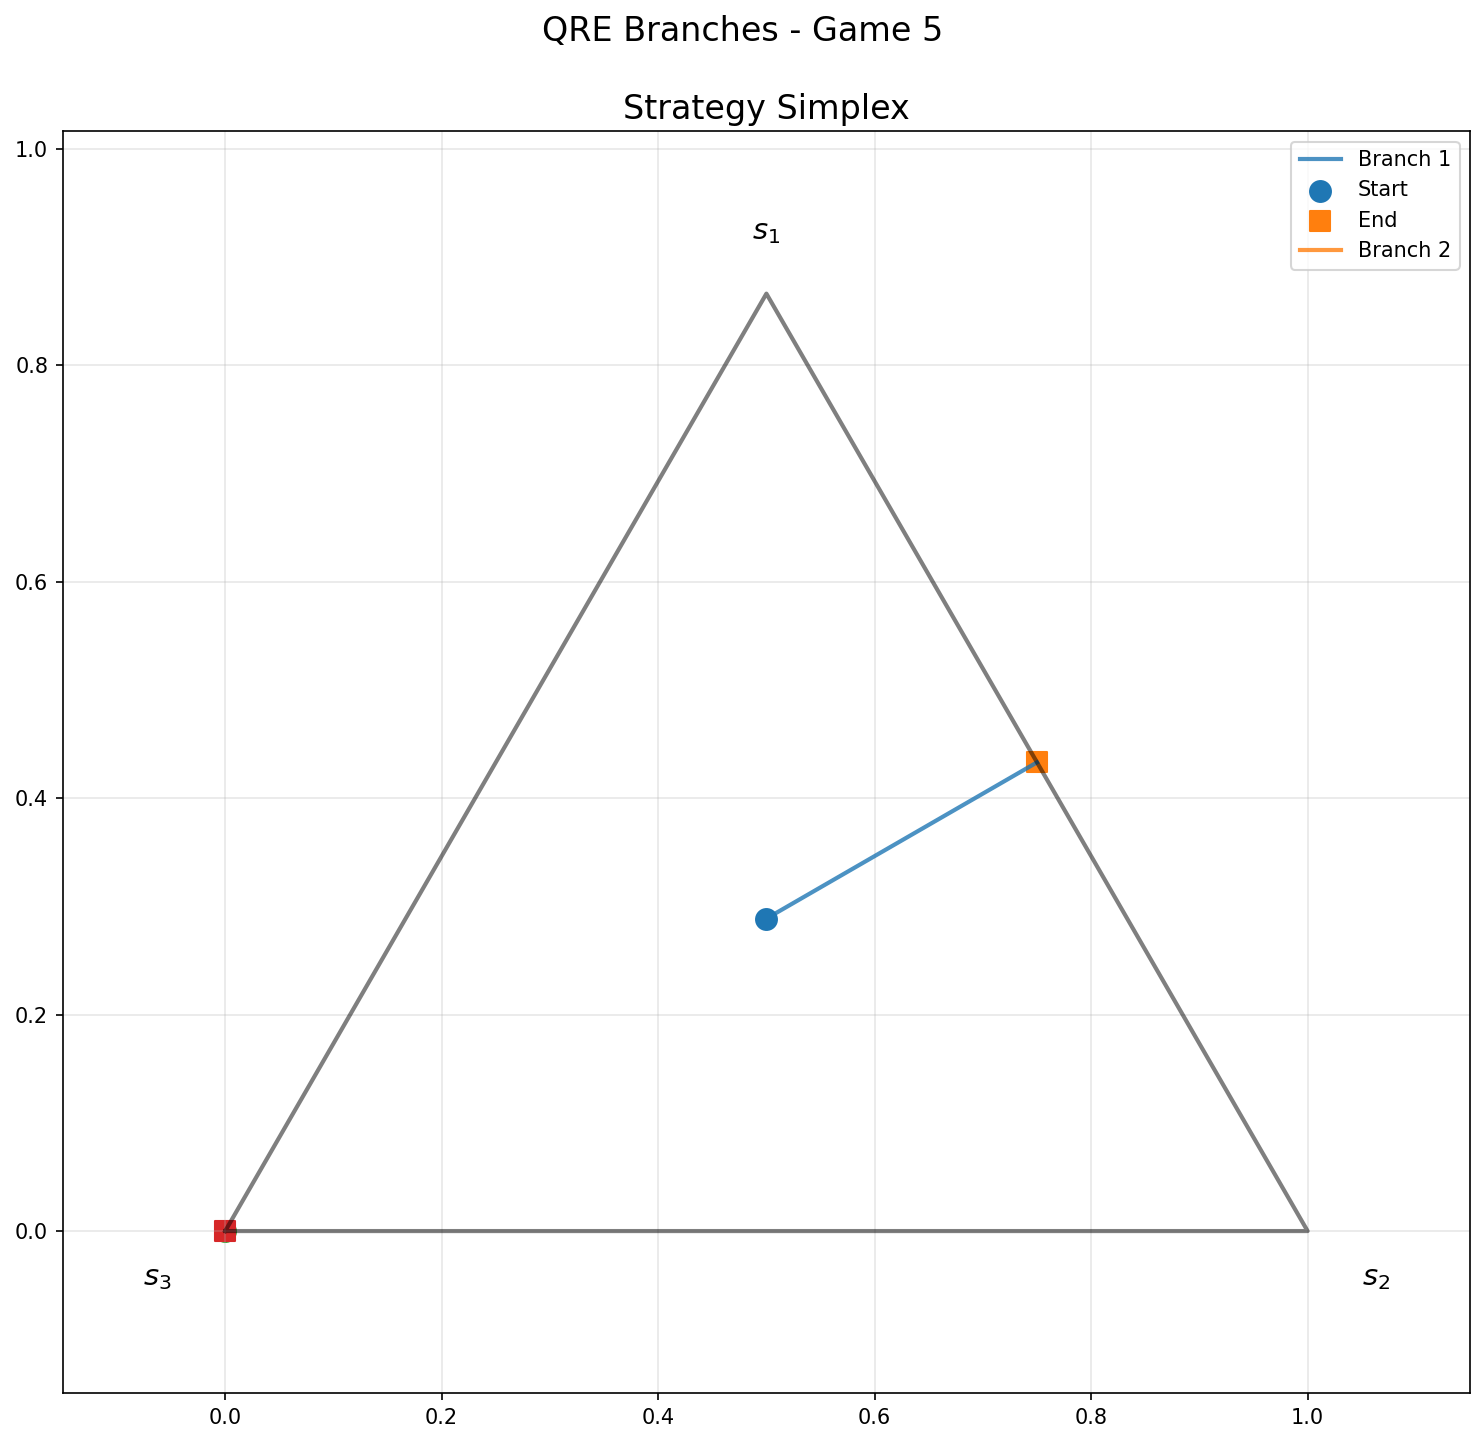 QRE Branches - Game 5
Strategy Simplex
Branch 1
Start
End
Branch 2
1.0
0.8
0.6
0.4
0.2
0.0
s₁
s₃
s₂
0.0 0.2 0.4 0.6 0.8 1.0